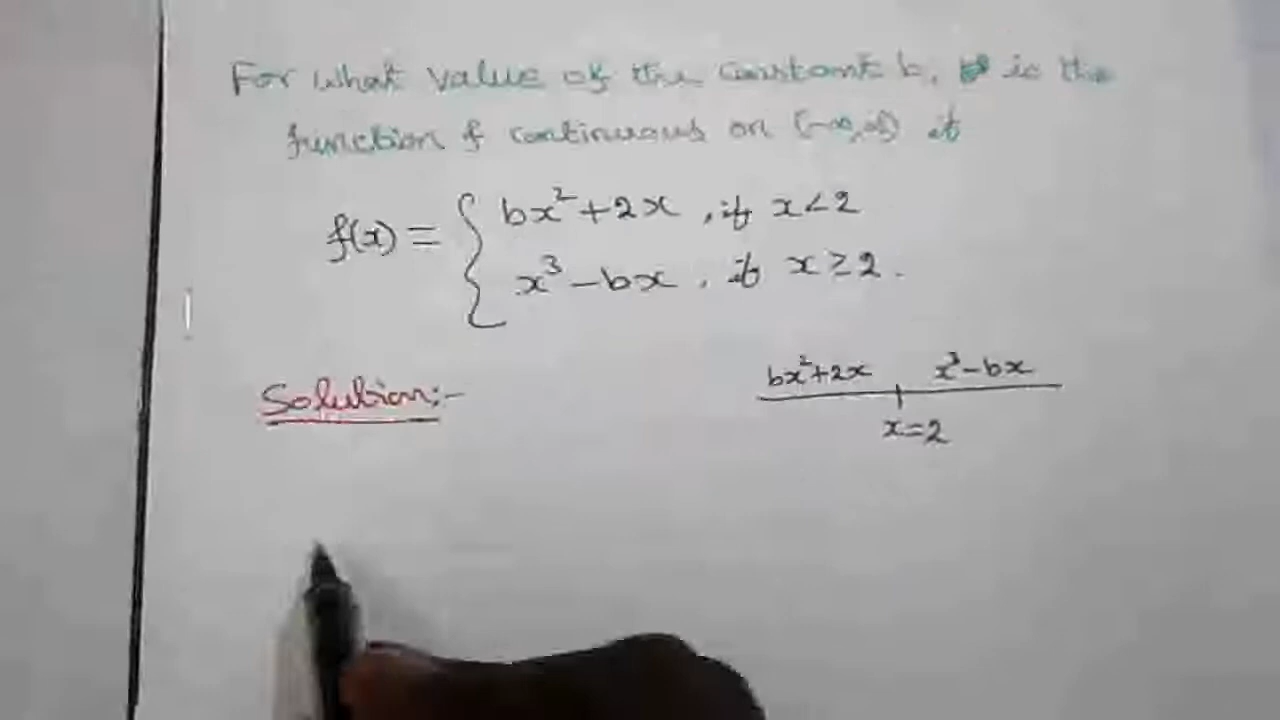 For what value of the constant b, is the
function f continuous on (-∞,∞) if
f(x) = { bx²+2x , if x<2
x³-bx , if x≥2.
Solution:-
bx²+2x x³-bx
x=2